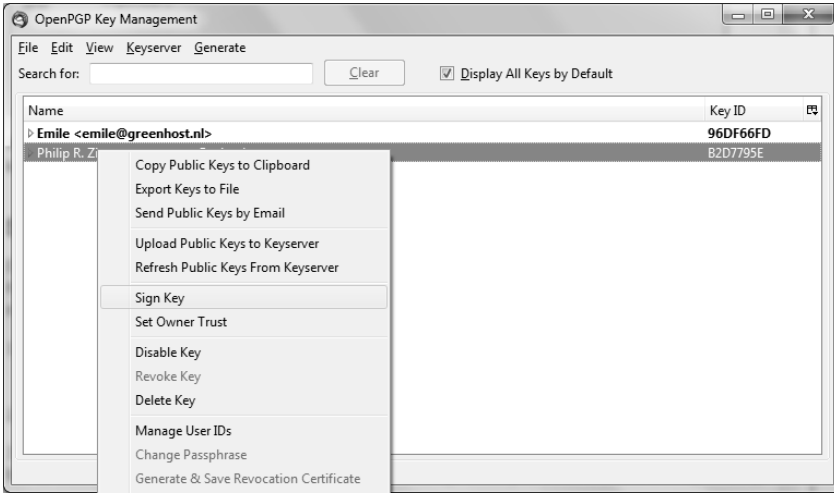 OpenPGP Key Management
File Edit View Keyserver Generate
Search for: Clear Display All Keys by Default
Name Key ID
Emile <emile@greenhost.nl> 96DF66FD
Philip R. B2D7795E
Copy Public Keys to Clipboard
Export Keys to File
Send Public Keys by Email
Upload Public Keys to Keyserver
Refresh Public Keys From Keyserver
Sign Key
Set Owner Trust
Disable Key
Revoke Key
Delete Key
Manage User IDs
Change Passphrase
Generate & Save Revocation Certificate